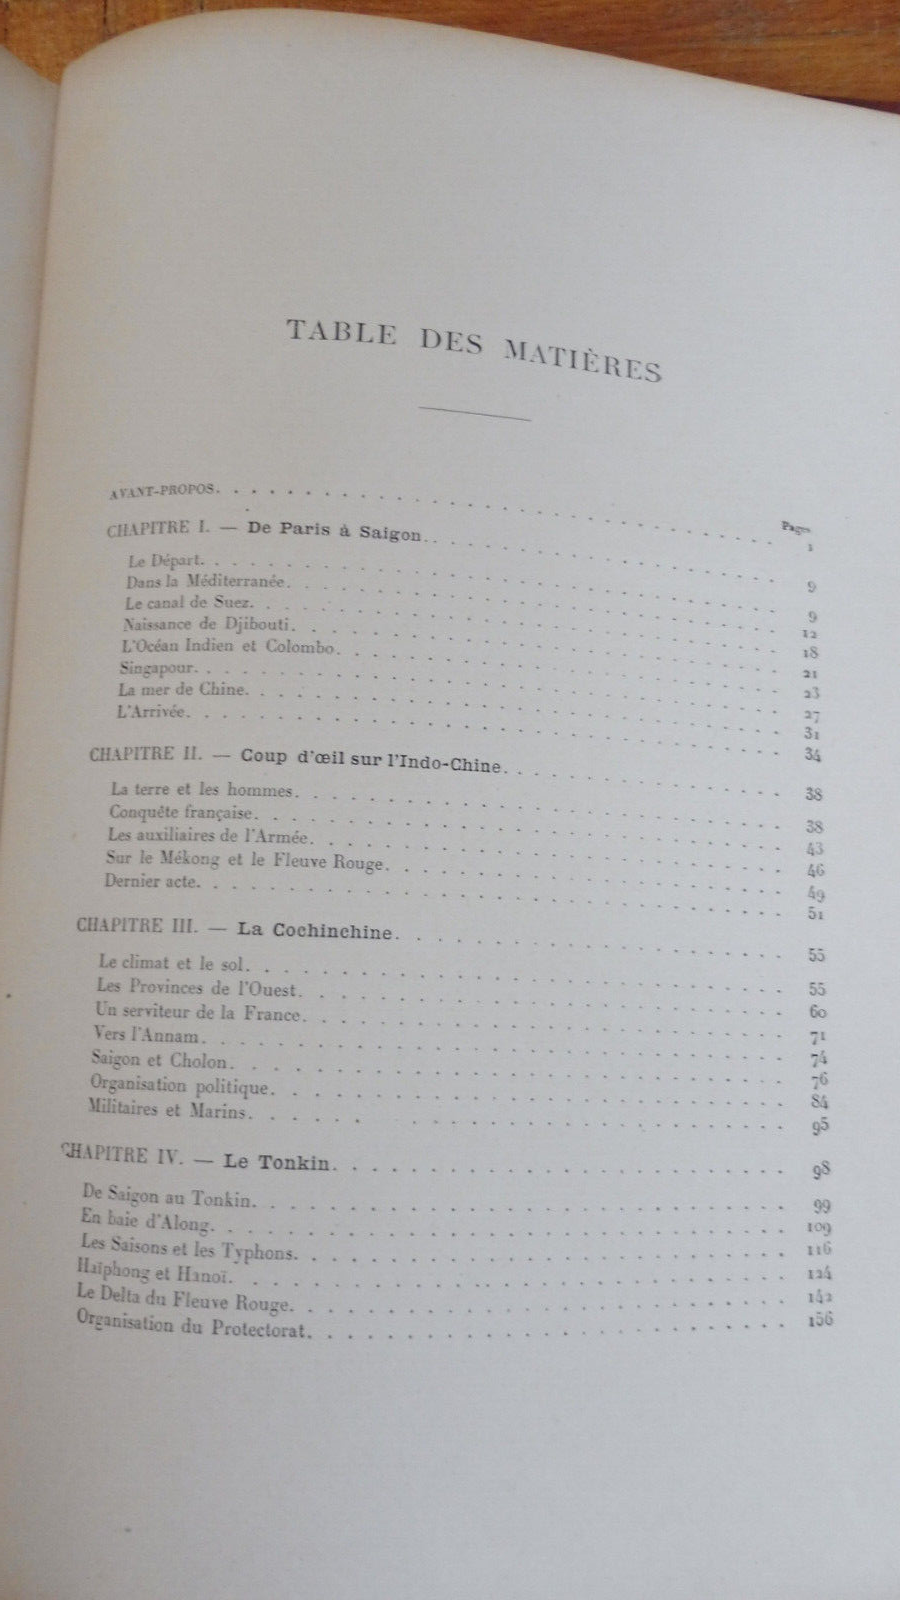 TABLE DES MATIÈRES
Pages
AVANT-PROPOS. 1
CHAPITRE I. — De Paris à Saigon. 9
Le Départ. 9
Dans la Méditerranée. 12
Le canal de Suez. 18
Naissance de Djibouti. 21
L'Océan Indien et Colombo. 23
Singapour. 27
La mer de Chine. 31
L'Arrivée. 34
CHAPITRE II. — Coup d'œil sur l'Indo-Chine. 38
La terre et les hommes. 38
Conquête française. 43
Les auxiliaires de l'Armée. 46
Sur le Mékong et le Fleuve Rouge. 49
Dernier acte. 51
CHAPITRE III. — La Cochinchine. 55
Le climat et le sol. 55
Les Provinces de l'Ouest. 60
Un serviteur de la France. 71
Vers l'Annam. 74
Saigon et Cholon. 76
Organisation politique. 84
Militaires et Marins. 95
CHAPITRE IV. — Le Tonkin. 98
De Saigon au Tonkin. 99
En baie d'Along. 109
Les Saisons et les Typhons. 116
Haïphong et Hanoï. 124
Le Delta du Fleuve Rouge. 142
Organisation du Protectorat. 156